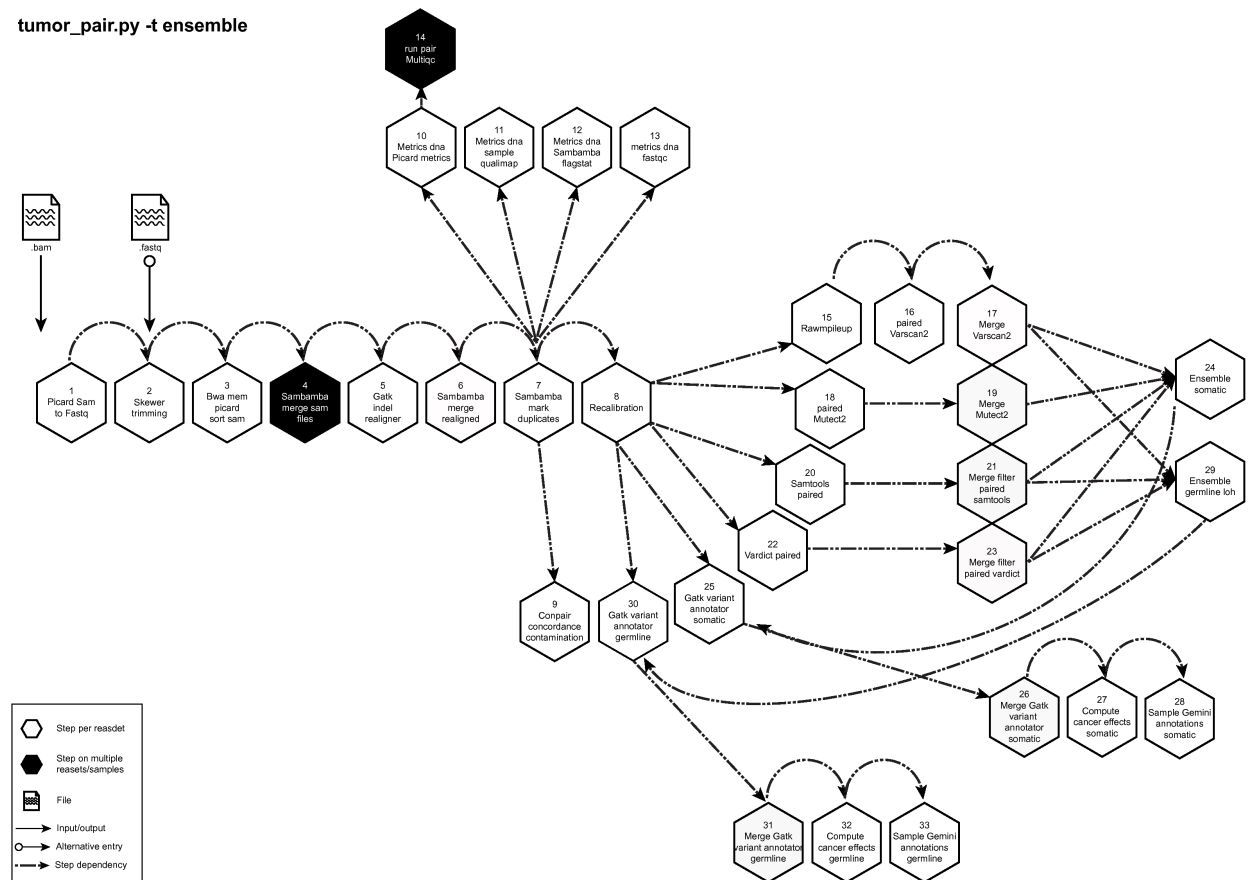 tumor_pair.py -t ensemble
14
run pair
Multiqc
10
Metrics dna
Picard metrics
11
Metrics dna
sample
qualimap
12
Metrics dna
Sambamba
flagstat
13
metrics dna
fastqc
.bam
.fastq
1
Picard Sam
to Fastq
2
Skewer
trimming
3
Bwa mem
picard
sort sam
4
Sambamba
merge sam
files
5
Gatk
indel
realigner
6
Sambamba
merge
realigned
7
Sambamba
mark
duplicates
8
Recalibration
15
Rawmpileup
16
paired
Varscan2
17
Merge
Varscan2
18
paired
Mutect2
19
Merge
Mutect2
20
Samtools
paired
21
Merge filter
paired
samtools
22
Vardict paired
23
Merge filter
paired vardict
24
Ensemble
somatic
29
Ensemble
germline loh
9
Conpair
concordance
contamination
30
Gatk variant
annotator
germline
25
Gatk variant
annotator
somatic
26
Merge Gatk
variant
annotator
somatic
27
Compute
cancer effects
somatic
28
Sample Gemini
annotations
somatic
31
Merge Gatk
variant annotator
germline
32
Compute
cancer effects
germline
33
Sample Gemini
annotations
germline
Step per reasdet
Step on multiple
reasets/samples
File
Input/output
Alternative entry
Step dependency